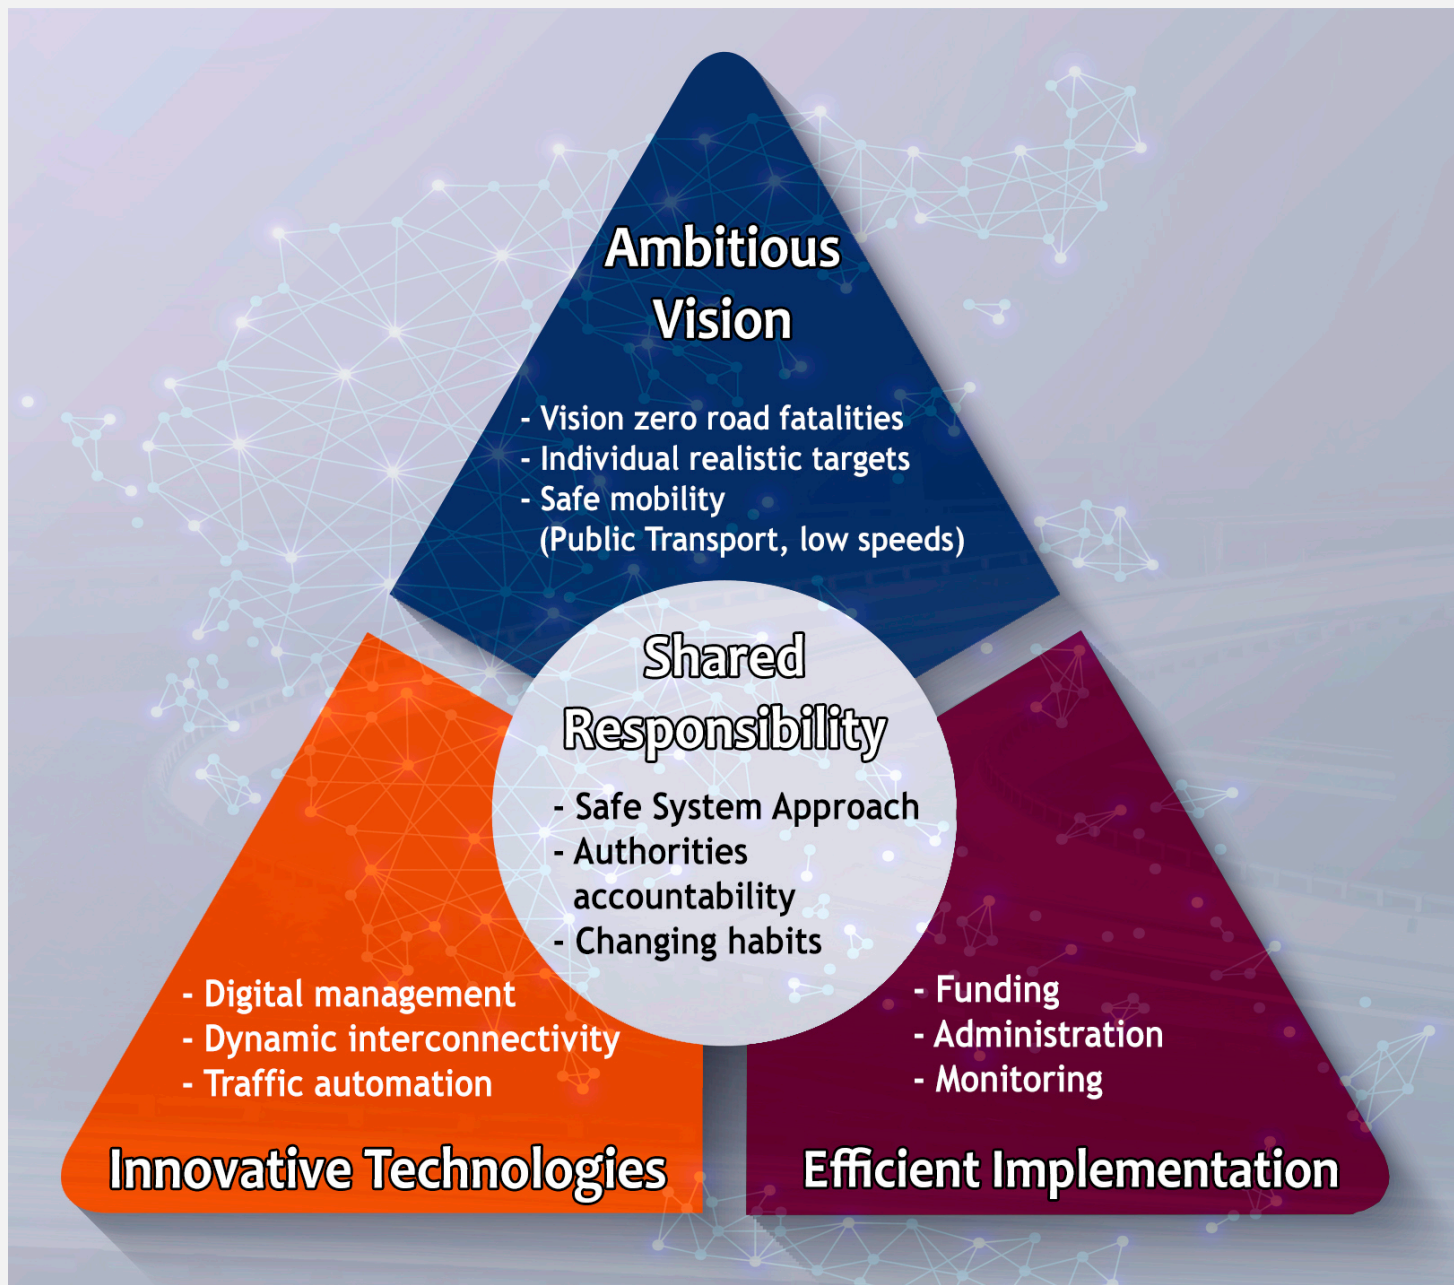 Ambitious
Vision
- Vision zero road fatalities
- Individual realistic targets
- Safe mobility
(Public Transport, low speeds)
Shared
Responsibility
- Safe System Approach
- Authorities
accountability
- Changing habits
- Digital management
- Dynamic interconnectivity
- Traffic automation
Innovative Technologies
- Funding
- Administration
- Monitoring
Efficient Implementation